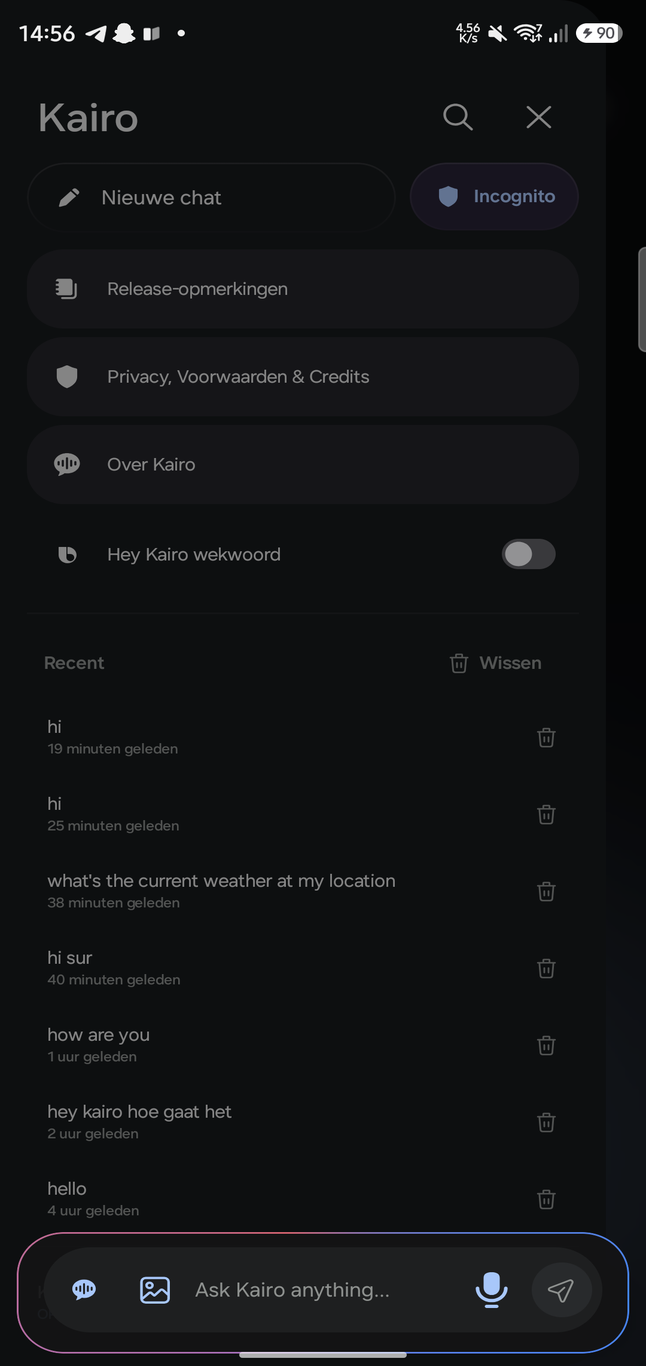 14:56
4.56
K/s
7
90
Kairo
Nieuwe chat
Incognito
Release-opmerkingen
Privacy, Voorwaarden & Credits
Over Kairo
Hey Kairo wekwoord
Recent
Wissen
hi
19 minuten geleden
hi
25 minuten geleden
what's the current weather at my location
38 minuten geleden
hi sur
40 minuten geleden
how are you
1 uur geleden
hey kairo hoe gaat het
2 uur geleden
hello
4 uur geleden
Ask Kairo anything...